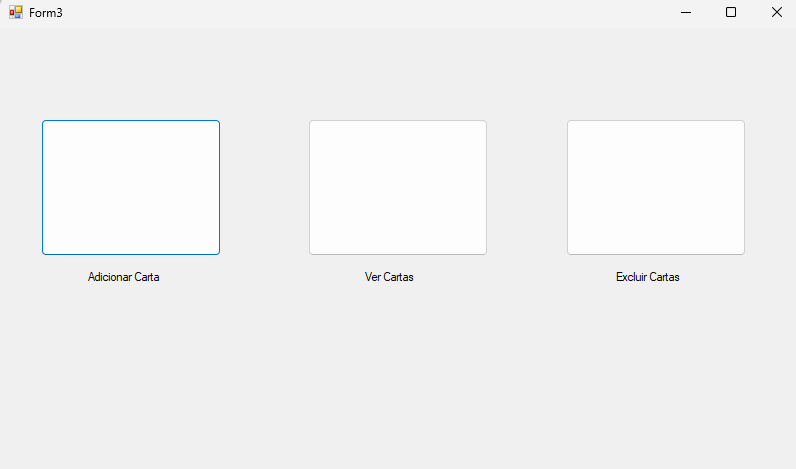 Form3
Adicionar Carta
Ver Cartas
Excluir Cartas